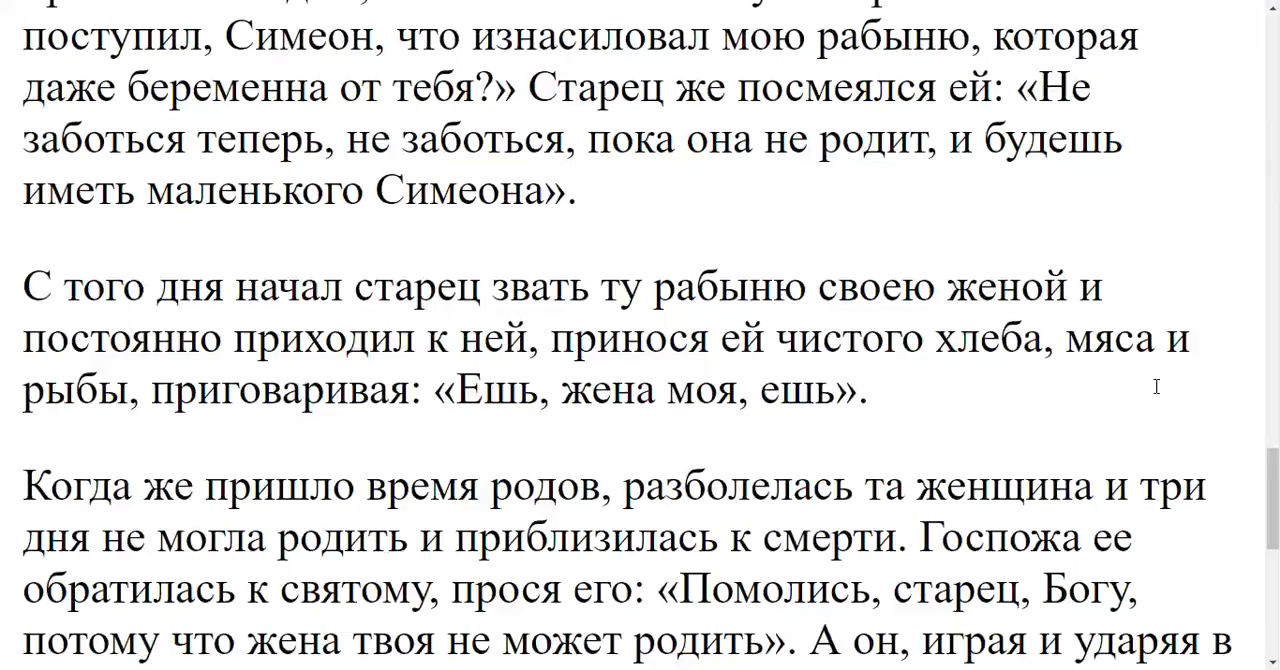 поступил, Симеон, что изнасиловал мою рабыню, которая
даже беременна от тебя?» Старец же посмеялся ей: «Не
заботься теперь, не заботься, пока она не родит, и будешь
иметь маленького Симеона».
С того дня начал старец звать ту рабыню своею женой и
постоянно приходил к ней, принося ей чистого хлеба, мяса и
рыбы, приговаривая: «Ешь, жена моя, ешь».
Когда же пришло время родов, разболелась та женщина и три
дня не могла родить и приблизилась к смерти. Госпожа ее
обратилась к святому, прося его: «Помолись, старец, Богу,
потому что жена твоя не может родить». А он, играя и ударяя в